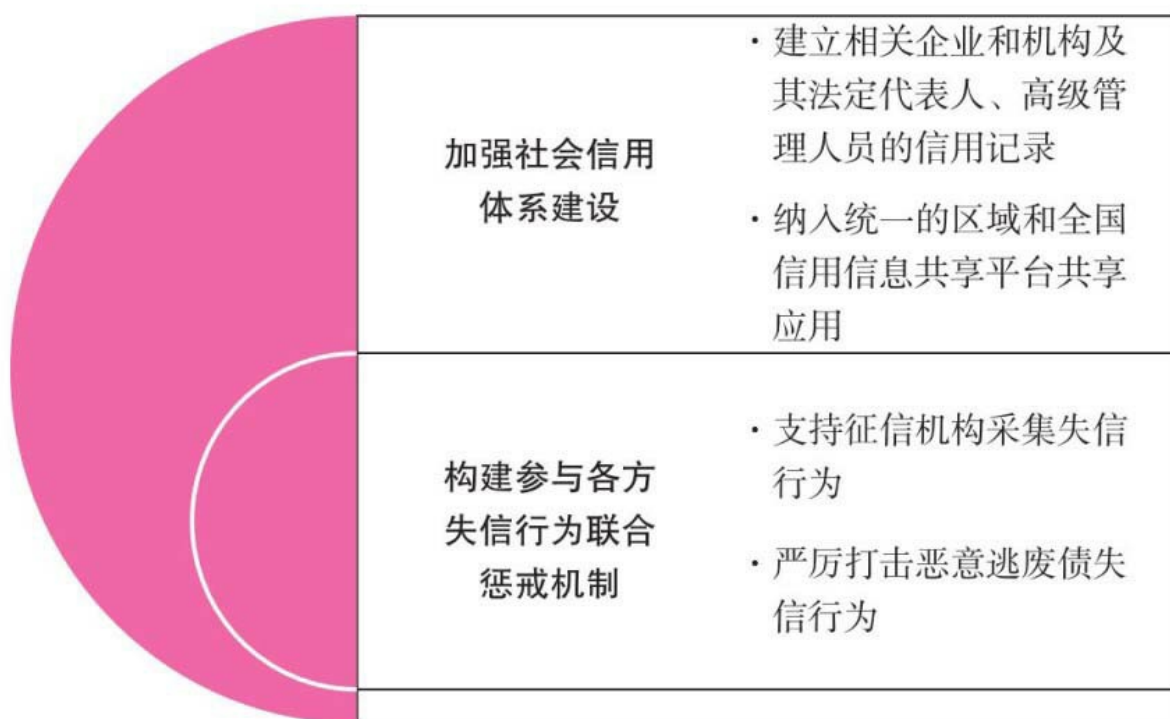 加强社会信用
体系建设
· 建立相关企业和机构及
其法定代表人、高级管
理人员的信用记录
· 纳入统一的区域和全国
信用信息共享平台共享
应用
构建参与各方
失信行为联合
惩戒机制
· 支持征信机构采集失信
行为
· 严厉打击恶意逃废债失
信行为